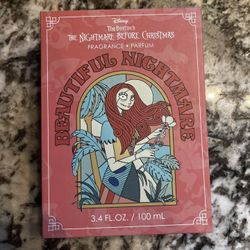 Disney
Tim Burton's
THE NIGHTMARE BEFORE CHRISTMAS
FRAGRANCE • PARFUM
BEAUTIFUL NIGHTMARE
3.4 FL.OZ. / 100 mL